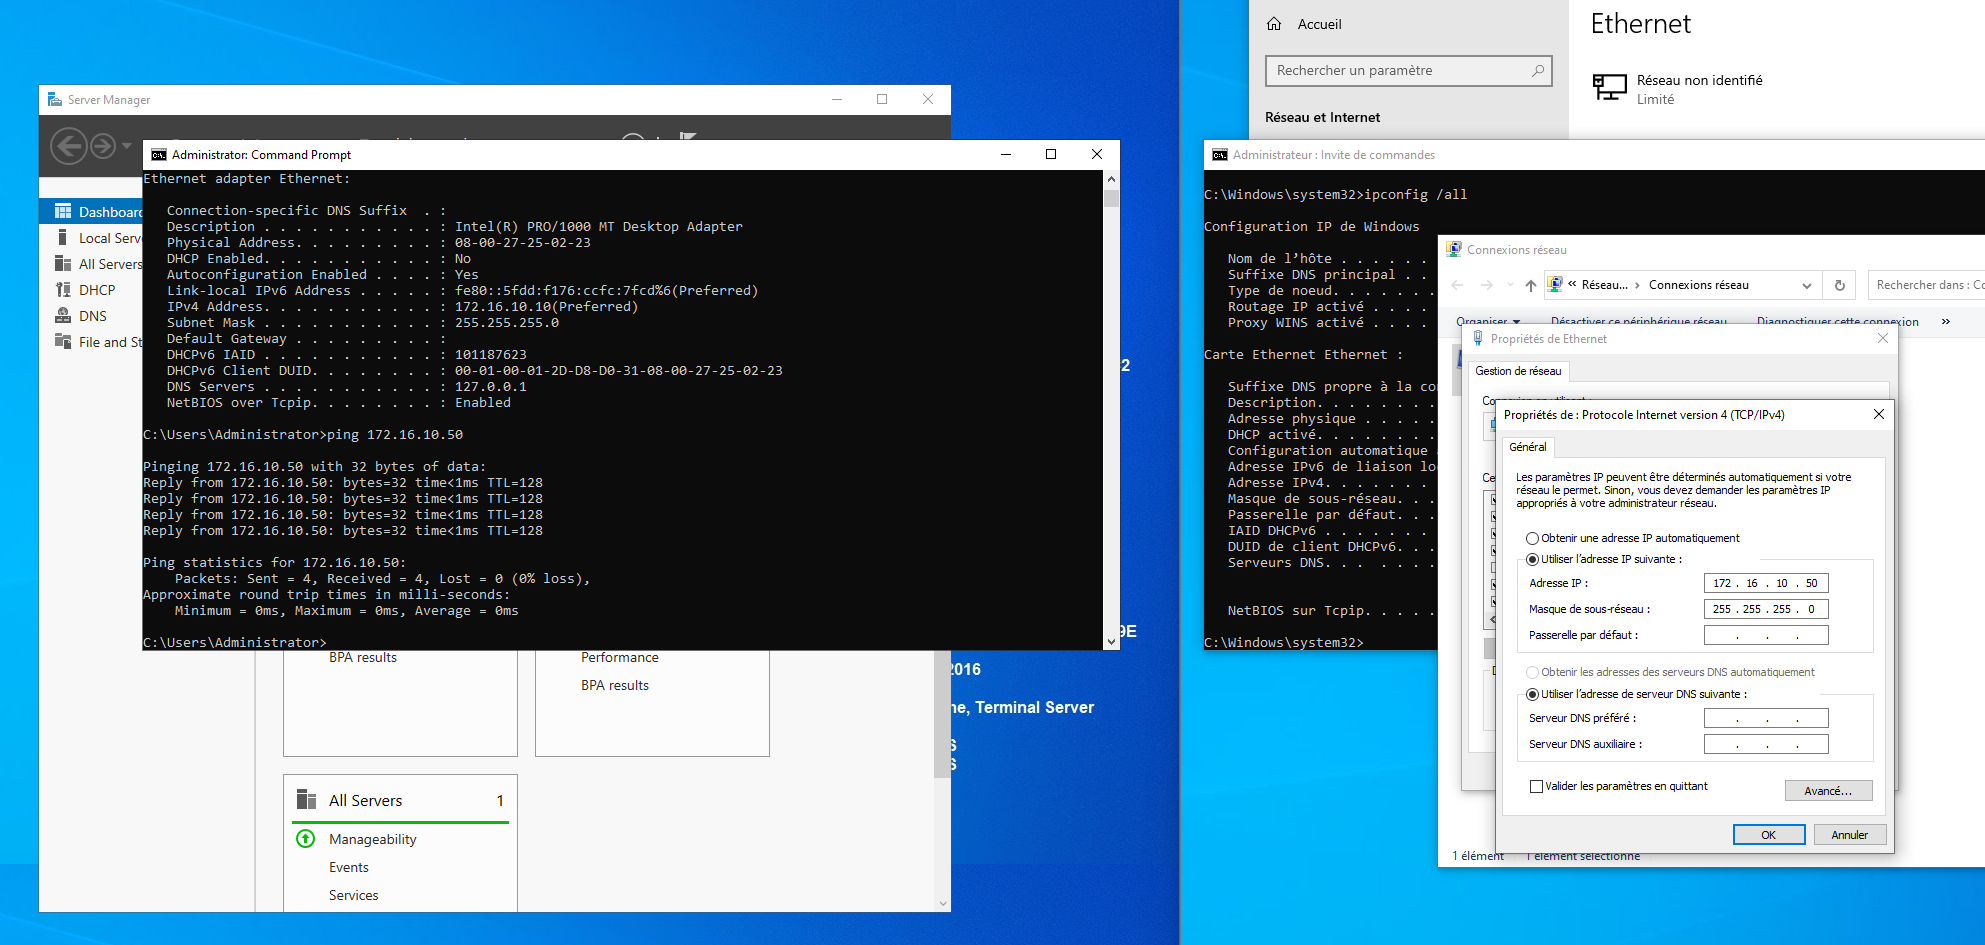 Server Manager
Dashboard
Local Serv
All Servers
DHCP
DNS
File and St
Administrator: Command Prompt
Ethernet adapter Ethernet:
Connection-specific DNS Suffix  . :
Description . . . . . . . . . . . : Intel(R) PRO/1000 MT Desktop Adapter
Physical Address. . . . . . . . . : 08-00-27-25-02-23
DHCP Enabled. . . . . . . . . . . : No
Autoconfiguration Enabled . . . . : Yes
Link-local IPv6 Address . . . . . : fe80::5fdd:f176:ccfc:7fcd%6(Preferred)
IPv4 Address. . . . . . . . . . . : 172.16.10.10(Preferred)
Subnet Mask . . . . . . . . . . . : 255.255.255.0
Default Gateway . . . . . . . . . :
DHCPv6 IAID . . . . . . . . . . . : 101187623
DHCPv6 Client DUID. . . . . . . . : 00-01-00-01-2D-D8-D0-31-08-00-27-25-02-23
DNS Servers . . . . . . . . . . . : 127.0.0.1
NetBIOS over Tcpip. . . . . . . . : Enabled
C:\Users\Administrator>ping 172.16.10.50
Pinging 172.16.10.50 with 32 bytes of data:
Reply from 172.16.10.50: bytes=32 time<1ms TTL=128
Reply from 172.16.10.50: bytes=32 time<1ms TTL=128
Reply from 172.16.10.50: bytes=32 time<1ms TTL=128
Reply from 172.16.10.50: bytes=32 time<1ms TTL=128
Ping statistics for 172.16.10.50:
Packets: Sent = 4, Received = 4, Lost = 0 (0% loss),
Approximate round trip times in milli-seconds:
Minimum = 0ms, Maximum = 0ms, Average = 0ms
C:\Users\Administrator>
BPA results
Performance
BPA results
All Servers 1
Manageability
Events
Services
2
9E
2016
ne, Terminal Server
S
S
Accueil
Rechercher un paramètre
Réseau et Internet
Ethernet
Réseau non identifié
Limité
Administrateur : Invite de commandes
C:\Windows\system32>ipconfig /all
Configuration IP de Windows
Nom de l’hôte . . . . . .
Suffixe DNS principal . .
Type de noeud. . . . . . .
Routage IP activé . . . .
Proxy WINS activé . . . .
Carte Ethernet Ethernet :
Suffixe DNS propre à la co
Description. . . . . . . .
Adresse physique . . . . .
DHCP activé. . . . . . . .
Configuration automatique
Adresse IPv6 de liaison lo
Adresse IPv4. . . . . . .
Masque de sous-réseau. . .
Passerelle par défaut. . .
IAID DHCPv6 . . . . . . .
DUID de client DHCPv6. . .
Serveurs DNS. . . . . . .
NetBIOS sur Tcpip. . . . .
C:\Windows\system32>
Connexions réseau
« Réseau... › Connexions réseau
Rechercher dans : Co
Organiser
Désactiver ce périphérique réseau
Diagnostiquer cette connexion
»
Propriétés de Ethernet
Gestion de réseau
Connexion en utilisant :
Ce
Propriétés de : Protocole Internet version 4 (TCP/IPv4)
Général
Les paramètres IP peuvent être déterminés automatiquement si votre
réseau le permet. Sinon, vous devez demander les paramètres IP
appropriés à votre administrateur réseau.
Obtenir une adresse IP automatiquement
Utiliser l’adresse IP suivante :
Adresse IP : 172 . 16 . 10 . 50
Masque de sous-réseau : 255 . 255 . 255 . 0
Passerelle par défaut : . . .
Obtenir les adresses des serveurs DNS automatiquement
Utiliser l’adresse de serveur DNS suivante :
Serveur DNS préféré : . . .
Serveur DNS auxiliaire : . . .
Valider les paramètres en quittant
Avancé...
OK
Annuler
1 élément
1 élément sélectionné